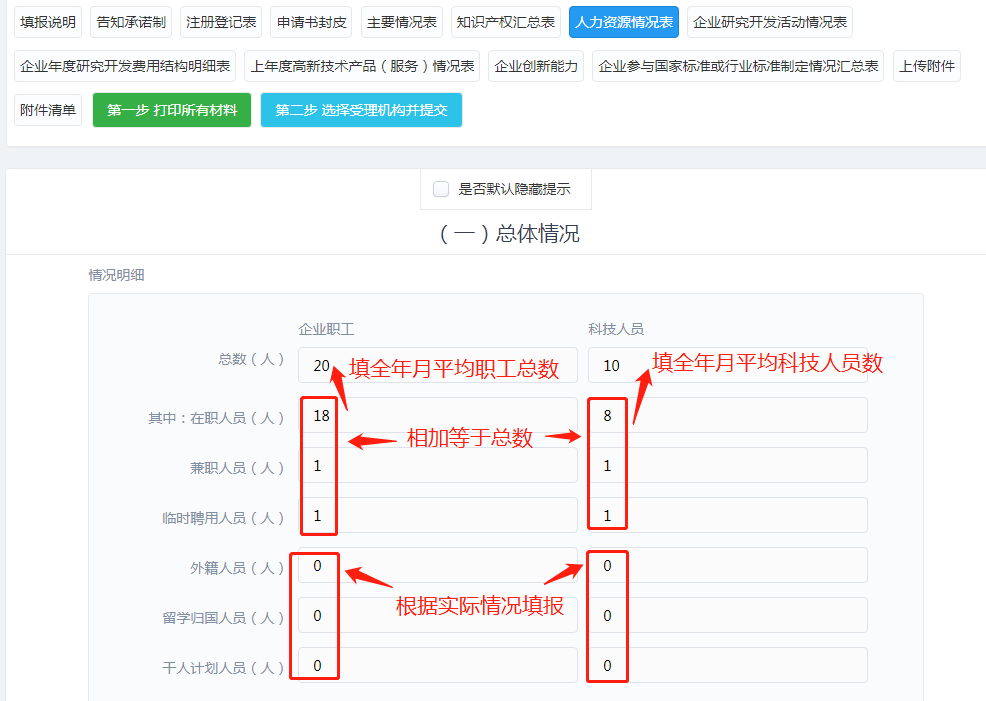 填报说明 告知承诺制 注册登记表 申请书封皮 主要情况表 知识产权汇总表 人力资源情况表 企业研究开发活动情况表
企业年度研究开发费用结构明细表 上年度高新技术产品（服务）情况表 企业创新能力 企业参与国家标准或行业标准制定情况汇总表 上传附件
附件清单 第一步 打印所有材料 第二步 选择受理机构并提交
是否默认隐藏提示
（一）总体情况
情况明细
企业职工 科技人员
总数（人） 20 填全年月平均职工总数 10 填全年月平均科技人员数
其中：在职人员（人） 18 8
相加等于总数
兼职人员（人） 1 1
临时聘用人员（人） 1 1
外籍人员（人） 0 0
根据实际情况填报
留学归国人员（人） 0 0
千人计划人员（人） 0 0